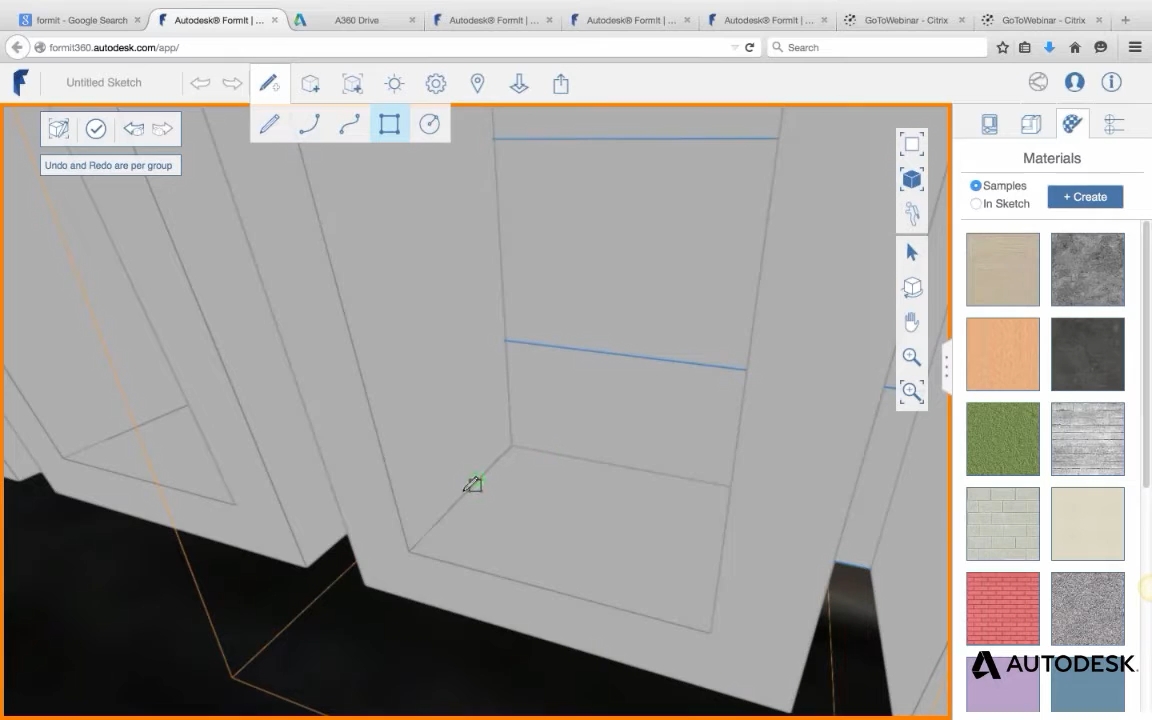 formit - Google Search
Autodesk® FormIt | ...
A360 Drive
Autodesk® FormIt | ...
Autodesk® FormIt | ...
Autodesk® FormIt | ...
GoToWebinar - Citrix
GoToWebinar - Citrix
formit360.autodesk.com/app/
Search
Untitled Sketch
Undo and Redo are per group
Materials
Samples
In Sketch
+ Create
AUTODESK.